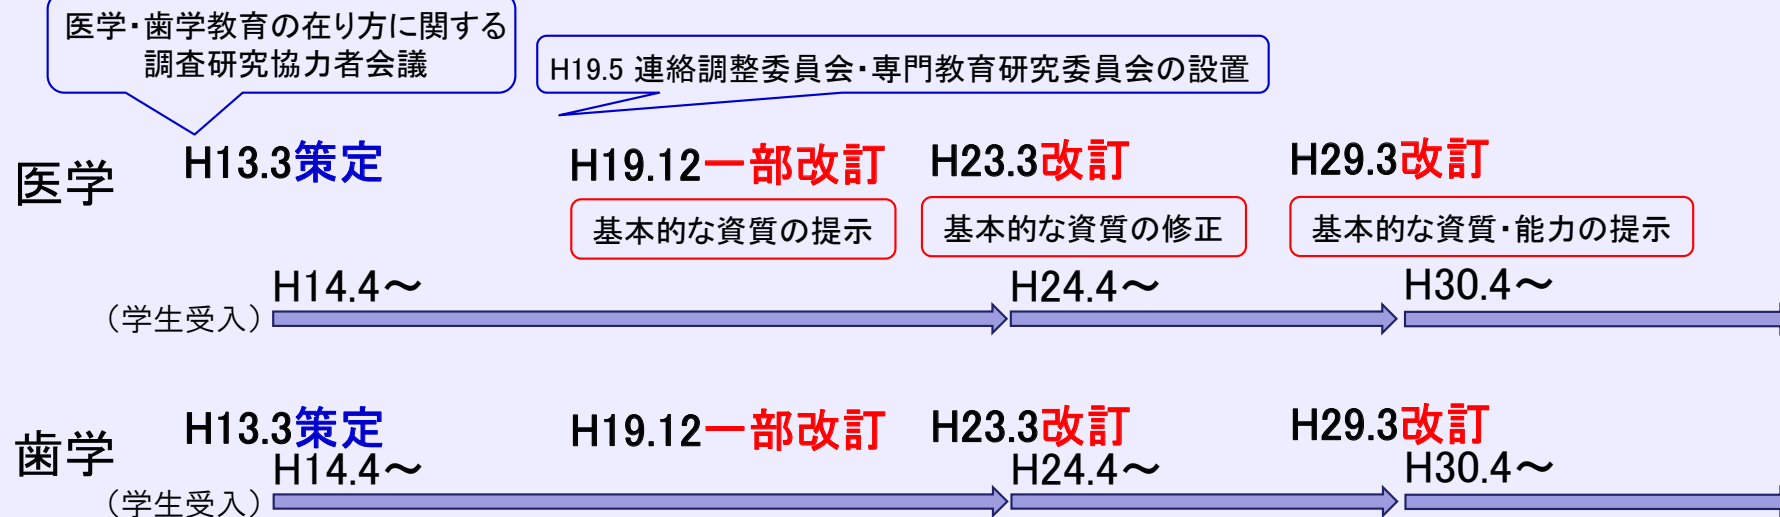 医学・歯学教育の在り方に関する
調査研究協力者会議
H19.5 連絡調整委員会・専門教育研究委員会の設置
医学
H13.3策定
H19.12一部改訂
H23.3改訂
H29.3改訂
基本的な資質の提示
基本的な資質の修正
基本的な資質・能力の提示
(学生受入)
H14.4～
H24.4～
H30.4～
歯学
H13.3策定
H19.12一部改訂
H23.3改訂
H29.3改訂
(学生受入)
H14.4～
H24.4～
H30.4～